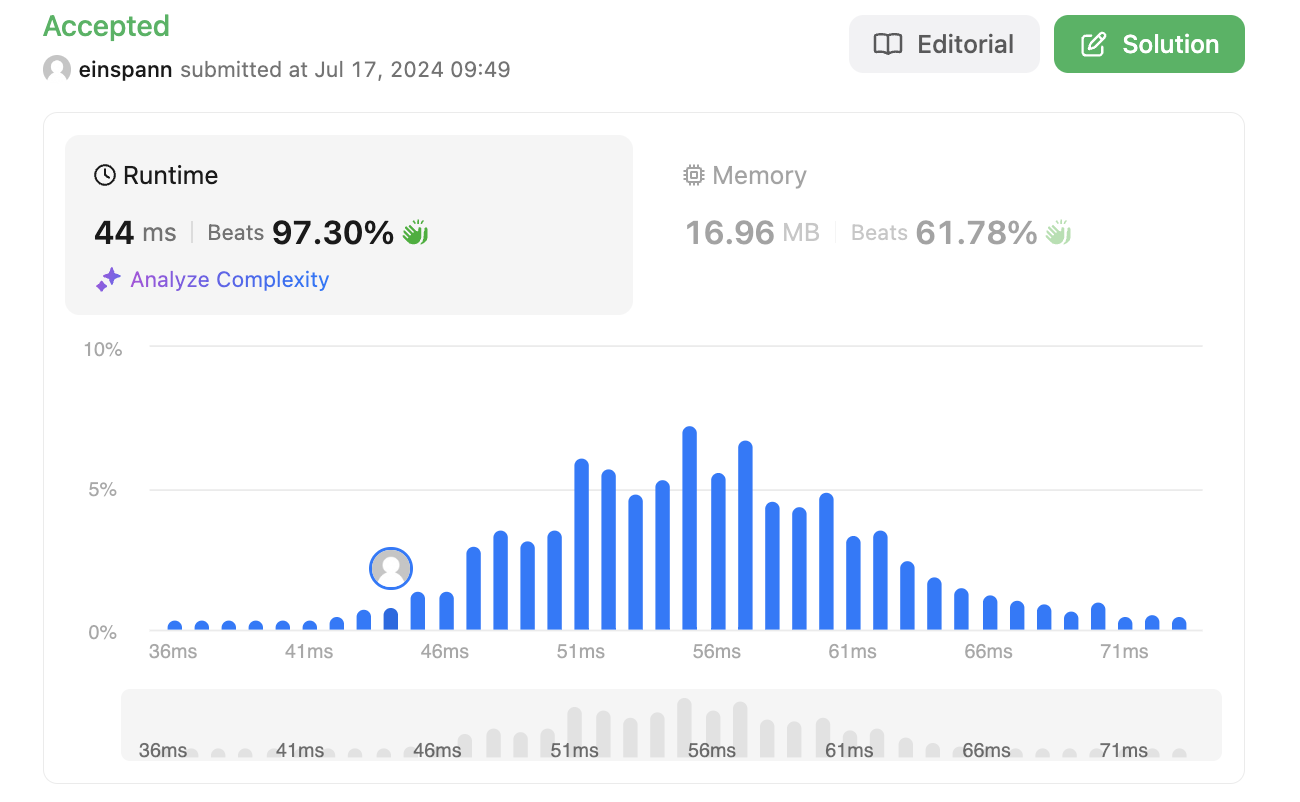 Accepted
einspann submitted at Jul 17, 2024 09:49
Editorial
Solution
Runtime
44 ms | Beats 97.30%
Analyze Complexity
Memory
16.96 MB | Beats 61.78%
10%
5%
0%
36ms 41ms 46ms 51ms 56ms 61ms 66ms 71ms
36ms 41ms 46ms 51ms 56ms 61ms 66ms 71ms